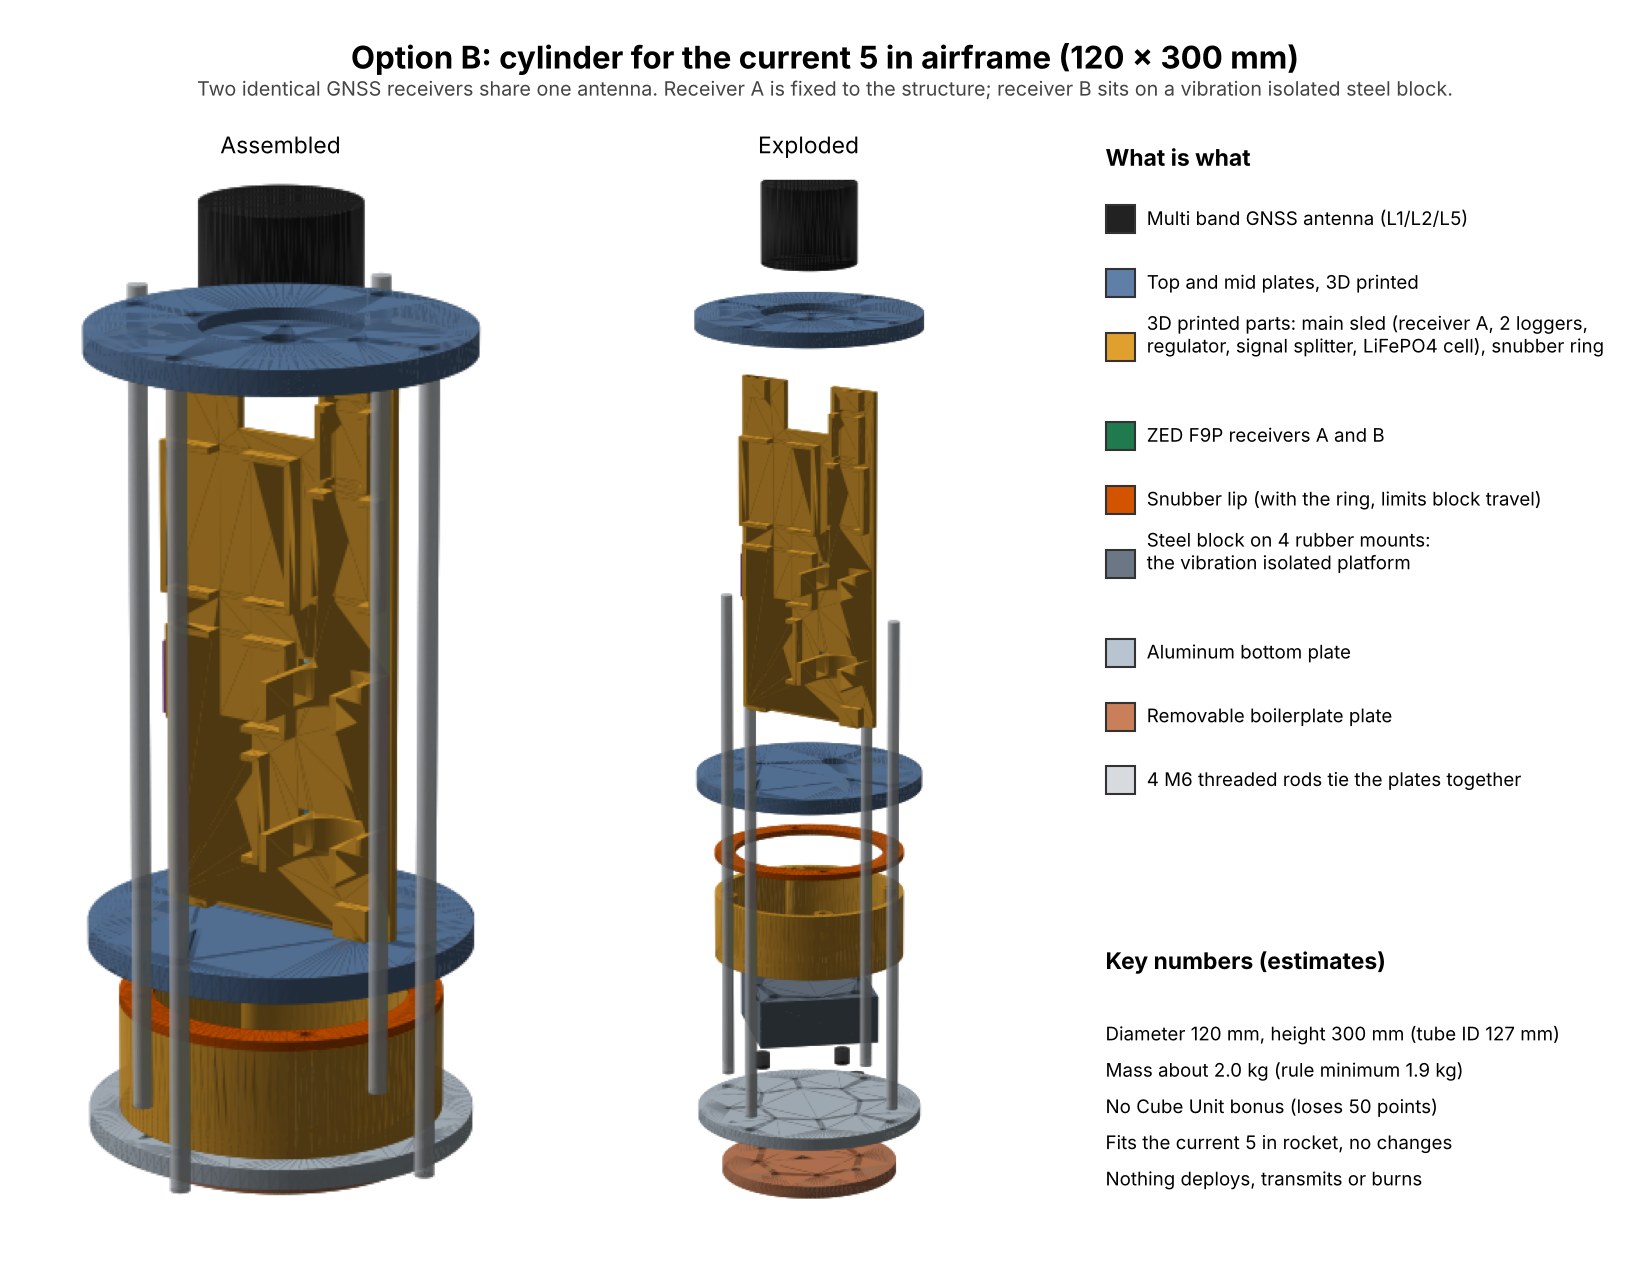 Option B: cylinder for the current 5 in airframe (120 × 300 mm)
Two identical GNSS receivers share one antenna. Receiver A is fixed to the structure; receiver B sits on a vibration isolated steel block.
Assembled
Exploded
What is what
Multi band GNSS antenna (L1/L2/L5)
Top and mid plates, 3D printed
3D printed parts: main sled (receiver A, 2 loggers,
regulator, signal splitter, LiFePO4 cell), snubber ring
ZED F9P receivers A and B
Snubber lip (with the ring, limits block travel)
Steel block on 4 rubber mounts:
the vibration isolated platform
Aluminum bottom plate
Removable boilerplate plate
4 M6 threaded rods tie the plates together
Key numbers (estimates)
Diameter 120 mm, height 300 mm (tube ID 127 mm)
Mass about 2.0 kg (rule minimum 1.9 kg)
No Cube Unit bonus (loses 50 points)
Fits the current 5 in rocket, no changes
Nothing deploys, transmits or burns